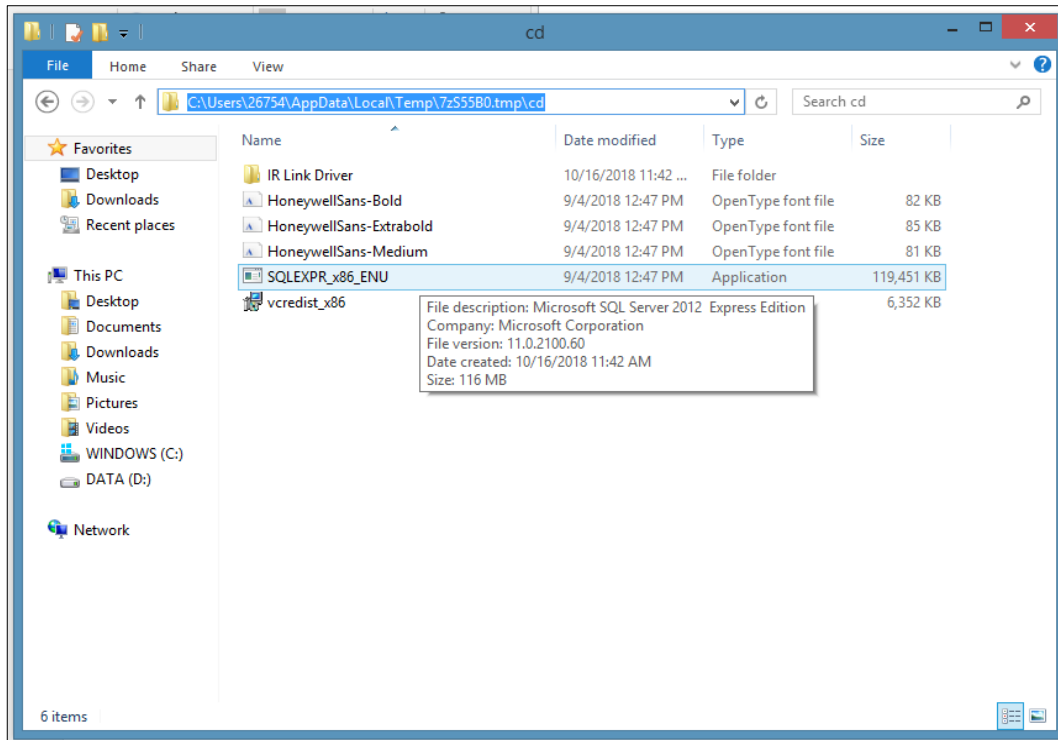 cd
File Home Share View
C:\Users\26754\AppData\Local\Temp\7zS55B0.tmp\cd
Search cd
Name Date modified Type Size
Favorites
Desktop
Downloads
Recent places
This PC
Desktop
Documents
Downloads
Music
Pictures
Videos
WINDOWS (C:)
DATA (D:)
Network
IR Link Driver 10/16/2018 11:42 ... File folder
HoneywellSans-Bold 9/4/2018 12:47 PM OpenType font file 82 KB
HoneywellSans-Extrabold 9/4/2018 12:47 PM OpenType font file 85 KB
HoneywellSans-Medium 9/4/2018 12:47 PM OpenType font file 81 KB
SQLEXPR_x86_ENU 9/4/2018 12:47 PM Application 119,451 KB
vcredist_x86 6,352 KB
File description: Microsoft SQL Server 2012 Express Edition
Company: Microsoft Corporation
File version: 11.0.2100.60
Date created: 10/16/2018 11:42 AM
Size: 116 MB
6 items